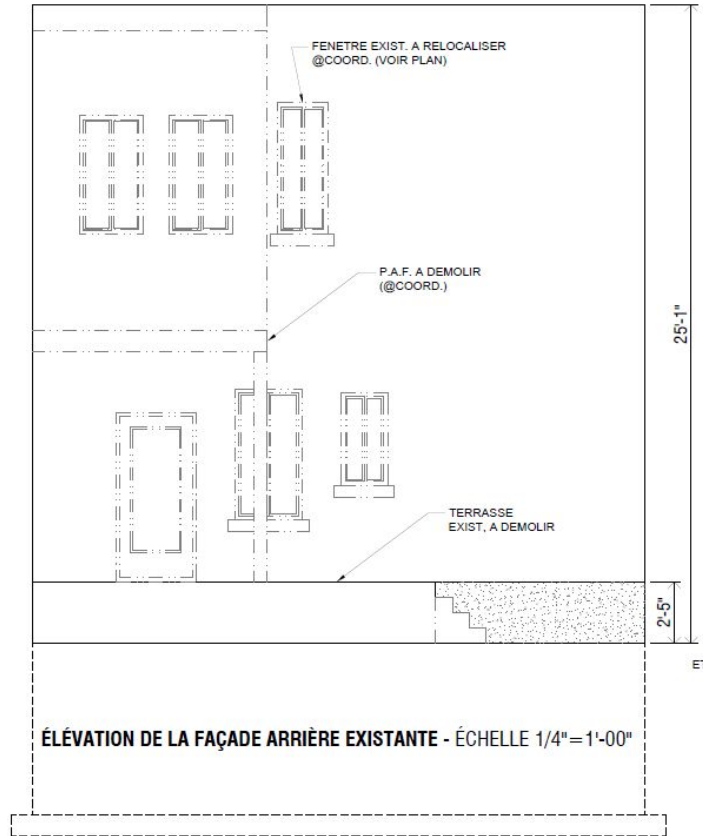 FENETRE EXIST. A RELOCALISER
@COORD. (VOIR PLAN)
P.A.F. A DEMOLIR
(@COORD.)
25'-1"
TERRASSE
EXIST, A DEMOLIR
2'-5"
ET
ÉLÉVATION DE LA FAÇADE ARRIÈRE EXISTANTE - ÉCHELLE 1/4"=1'-00"